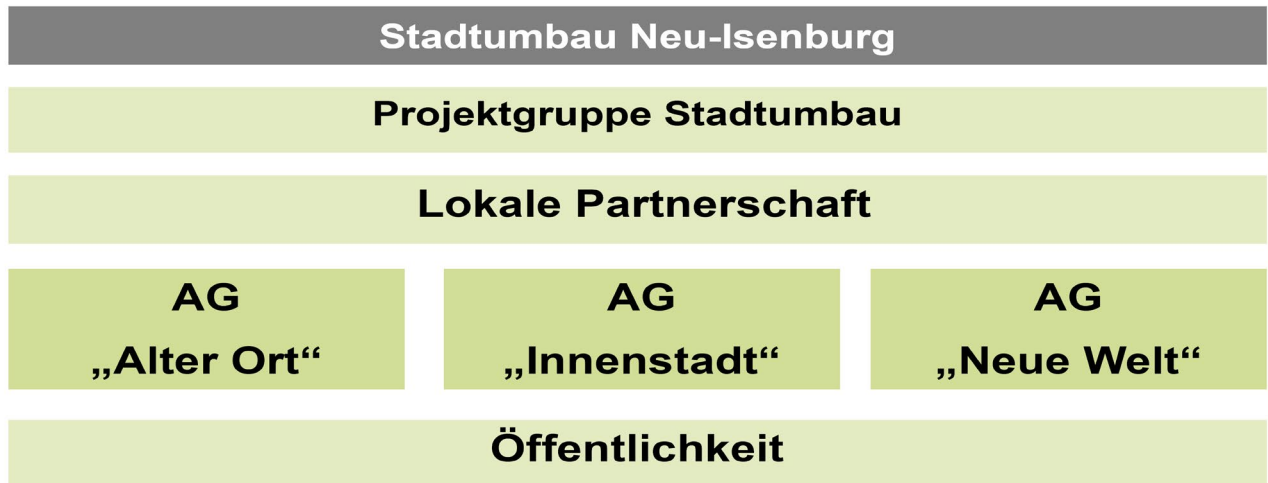 Stadtumbau Neu-Isenburg
Projektgruppe Stadtumbau
Lokale Partnerschaft
AG
„Alter Ort“
AG
„Innenstadt“
AG
„Neue Welt“
Öffentlichkeit